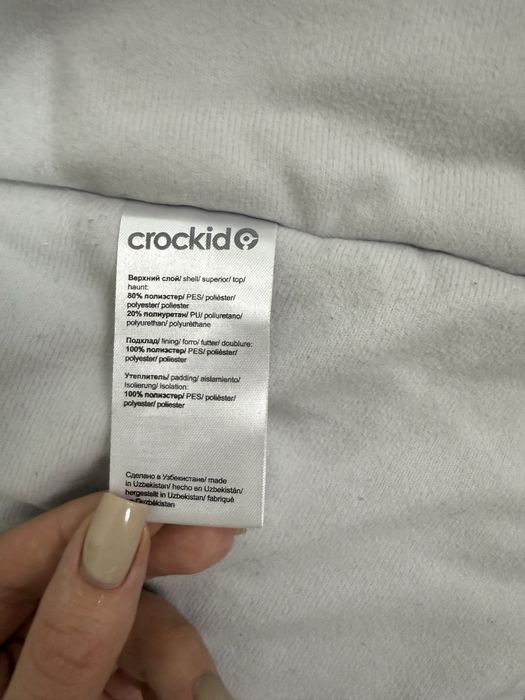 crockid
Верхний слой/ shell/ superior/ top/
haunt:
80% полиэстер/ PES/ poliéster/
polyester/ poliester
20% полиуретан/ PU/ poliuretano/
polyurethan/ polyuréthane
Подклад/ lining/ forro/ futter/ doublure:
100% полиэстер/ PES/ poliéster/
polyester/ poliester
Утеплитель/ padding/ aislamiento/
Isolierung/ isolation:
100% полиэстер/ PES/ poliéster/
polyester/ poliester
Сделано в Узбекистане/ made
in Uzbekistan/ hecho en Uzbekistán/
hergestellt in Uzbekistan/ fabriqué
Ouzbékistan